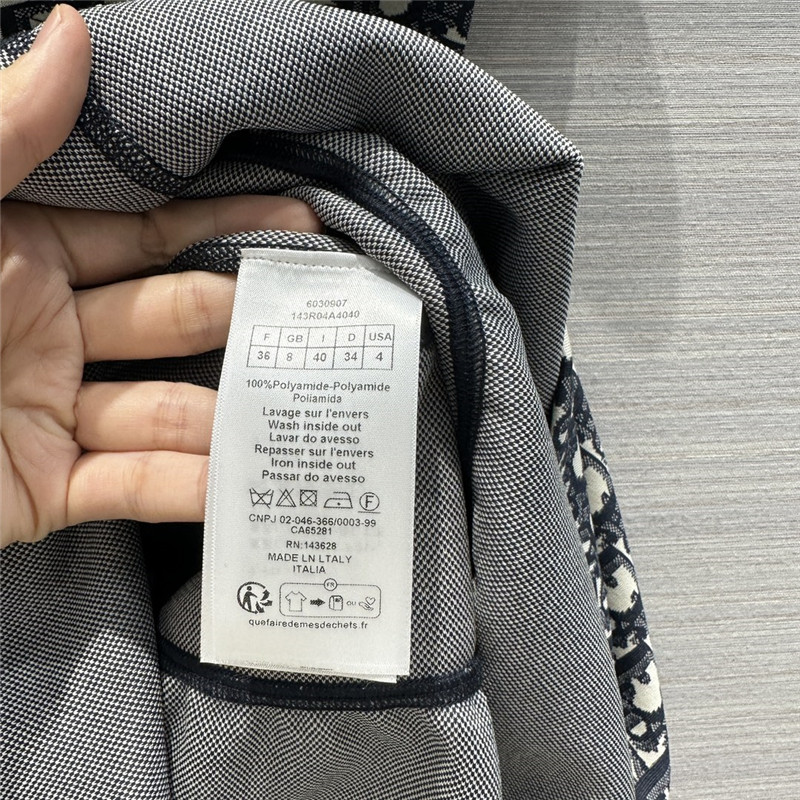 6030907
143R04A4040
F GB I D USA
36 8 40 34 4
100%Polyamide-Polyamide
Poliamida
Lavage sur l'envers
Wash inside out
Lavar do avesso
Repasser sur l'envers
Iron inside out
Passar do avesso
F
CNPJ 02-046-366/0003-99
CA65281
RN:143628
MADE LN LTALY
ITALIA
FR
OU
quefairedemesdechets.fr